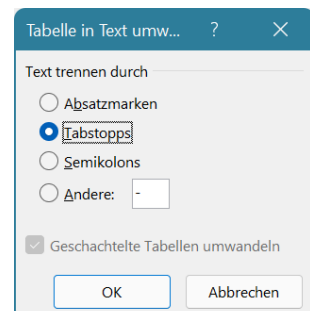 Tabelle in Text umw... ?
Text trennen durch
Absatzmarken
Tabstopps
Semikolons
Andere: -
Geschachtelte Tabellen umwandeln
OK Abbrechen